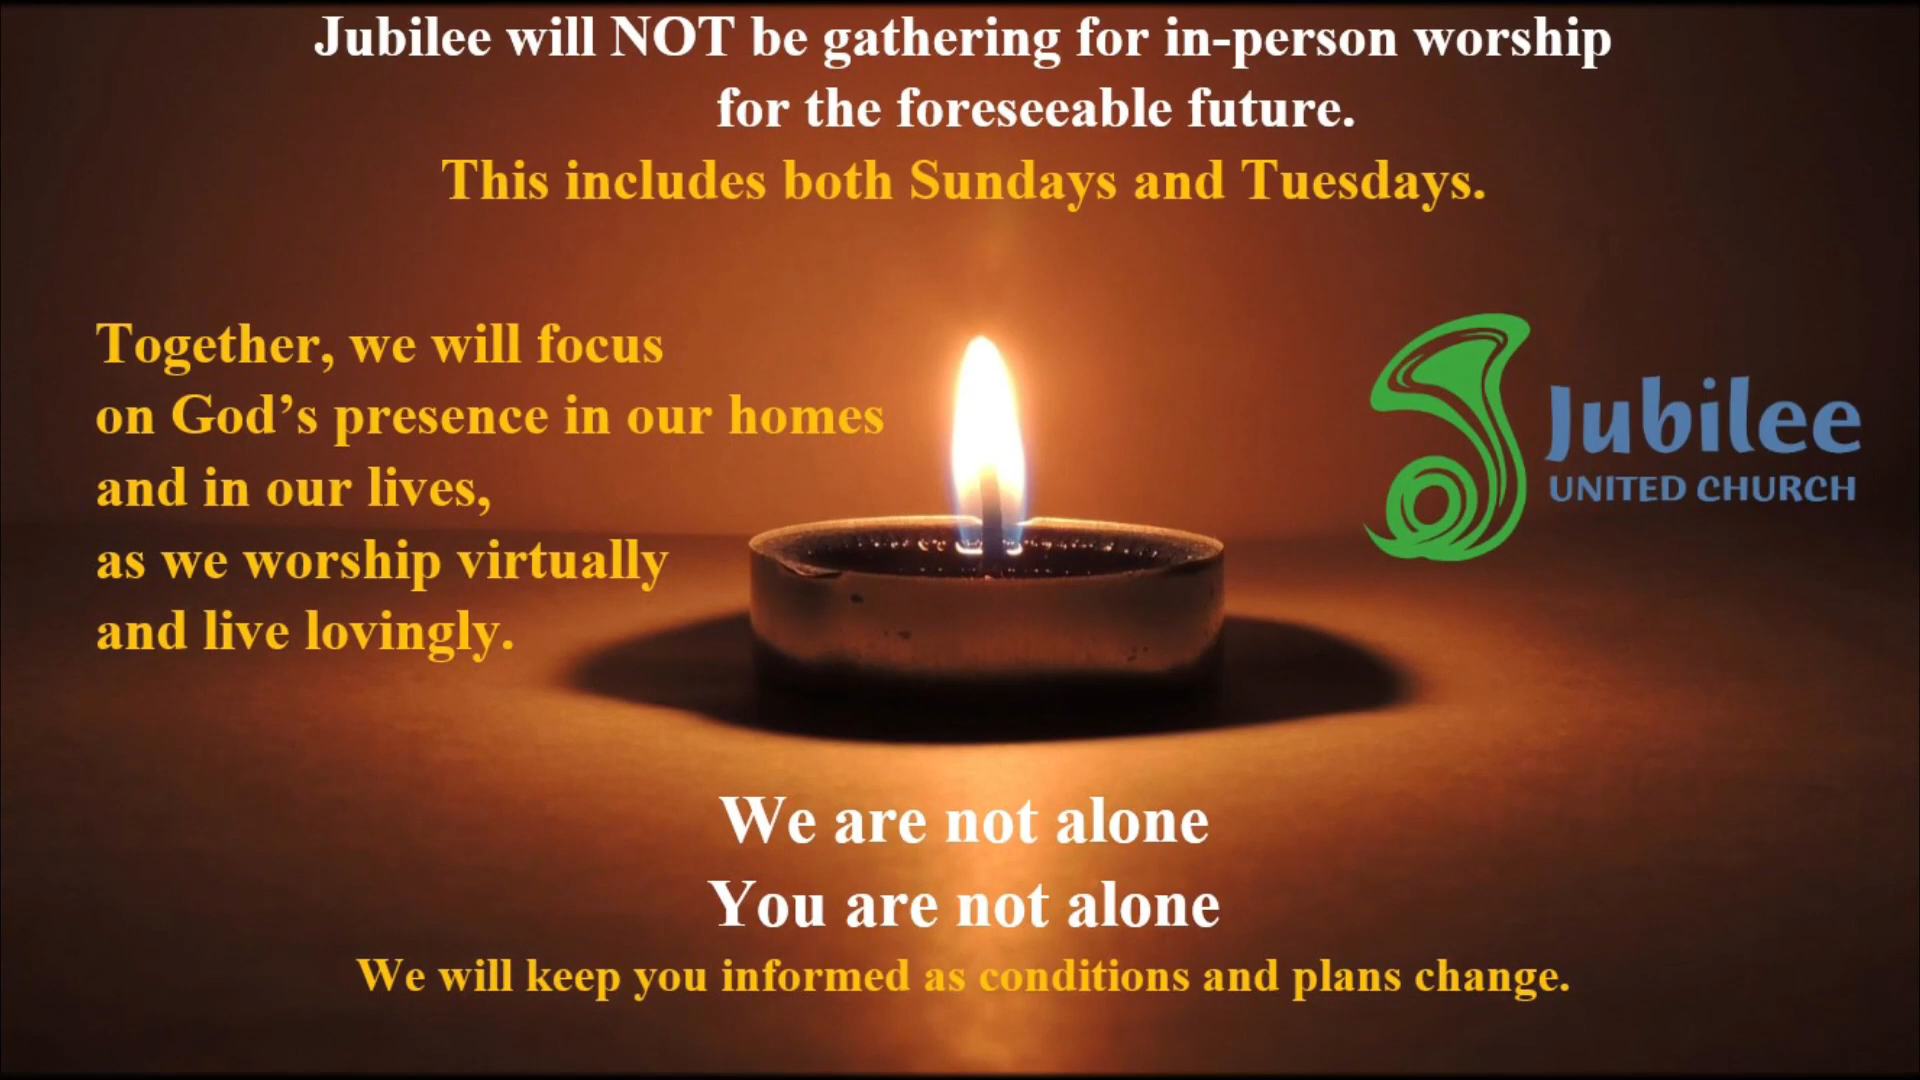 Jubilee will NOT be gathering for in-person worship
for the foreseeable future.
This includes both Sundays and Tuesdays.
Together, we will focus
on God’s presence in our homes
and in our lives,
as we worship virtually
and live lovingly.
Jubilee
UNITED CHURCH
We are not alone
You are not alone
We will keep you informed as conditions and plans change.